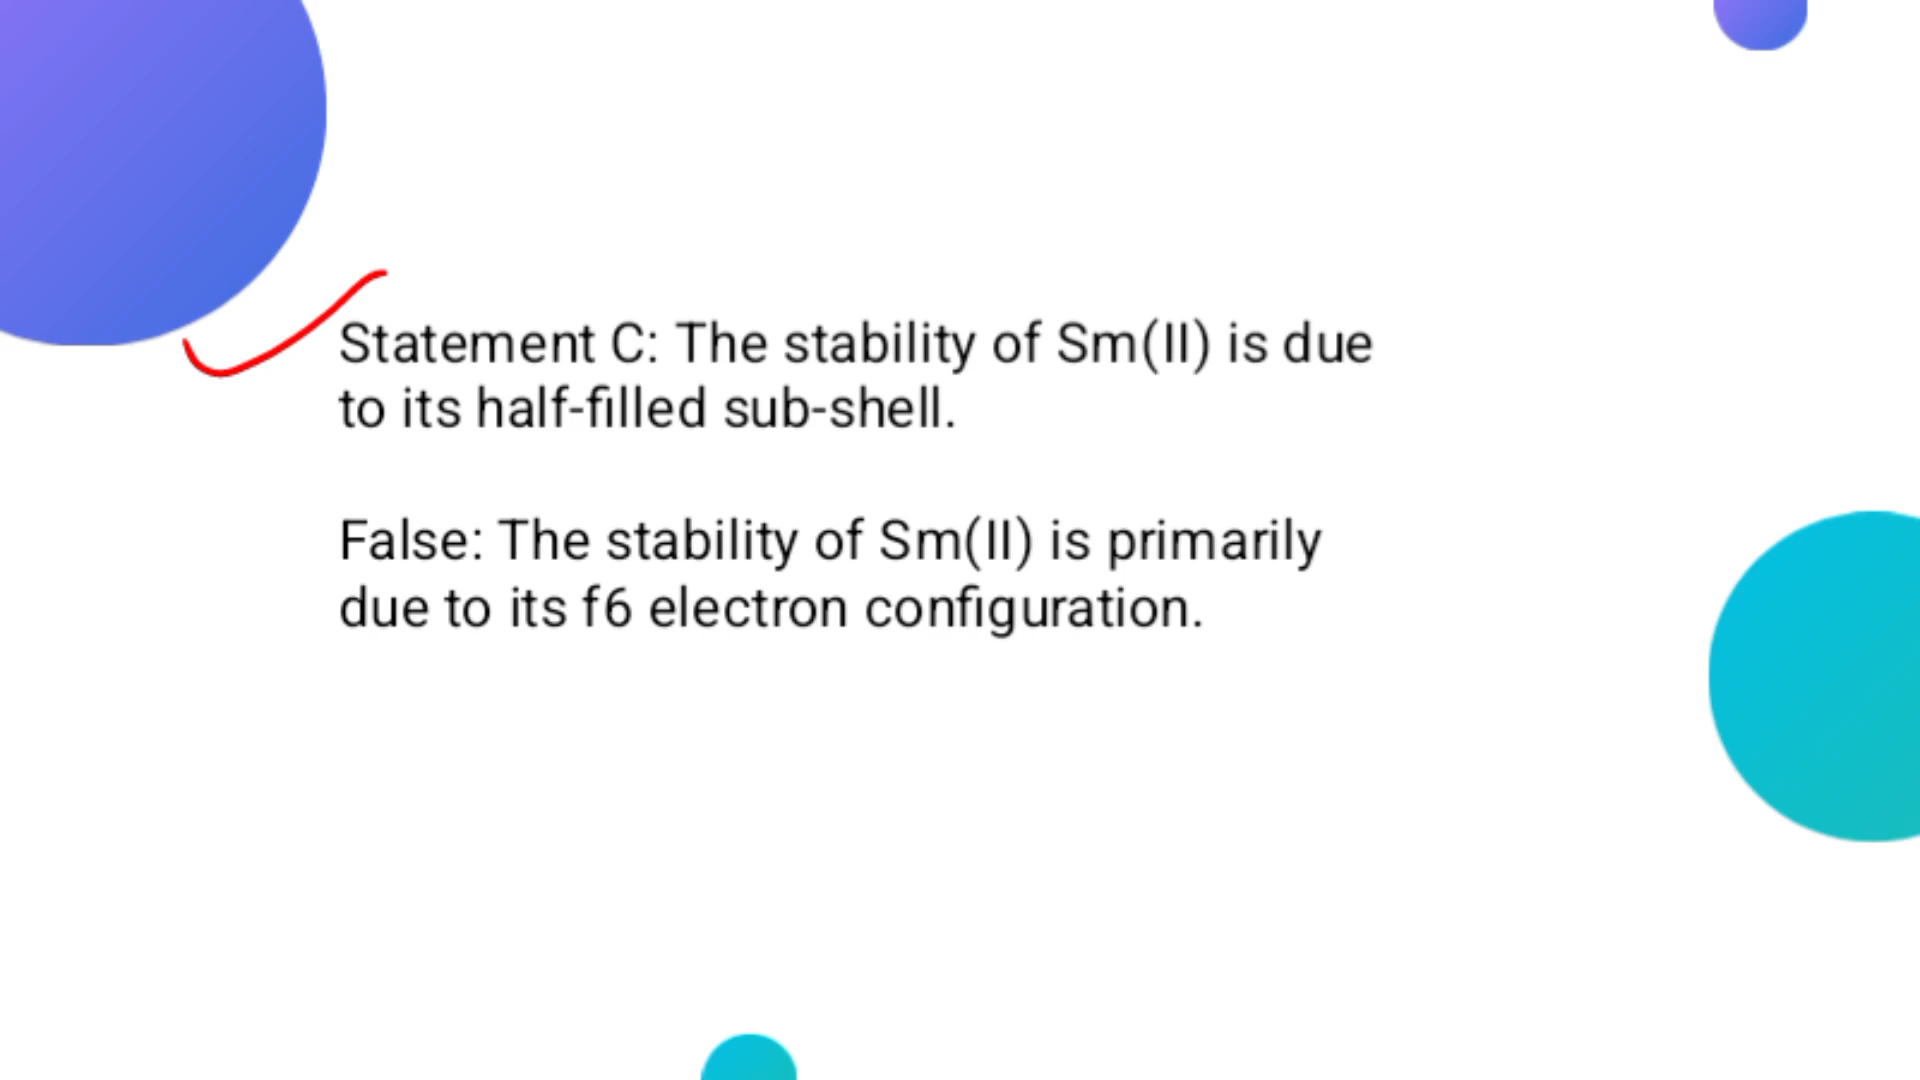 Statement C: The stability of Sm(II) is due
to its half-filled sub-shell.
False: The stability of Sm(II) is primarily
due to its f6 electron configuration.